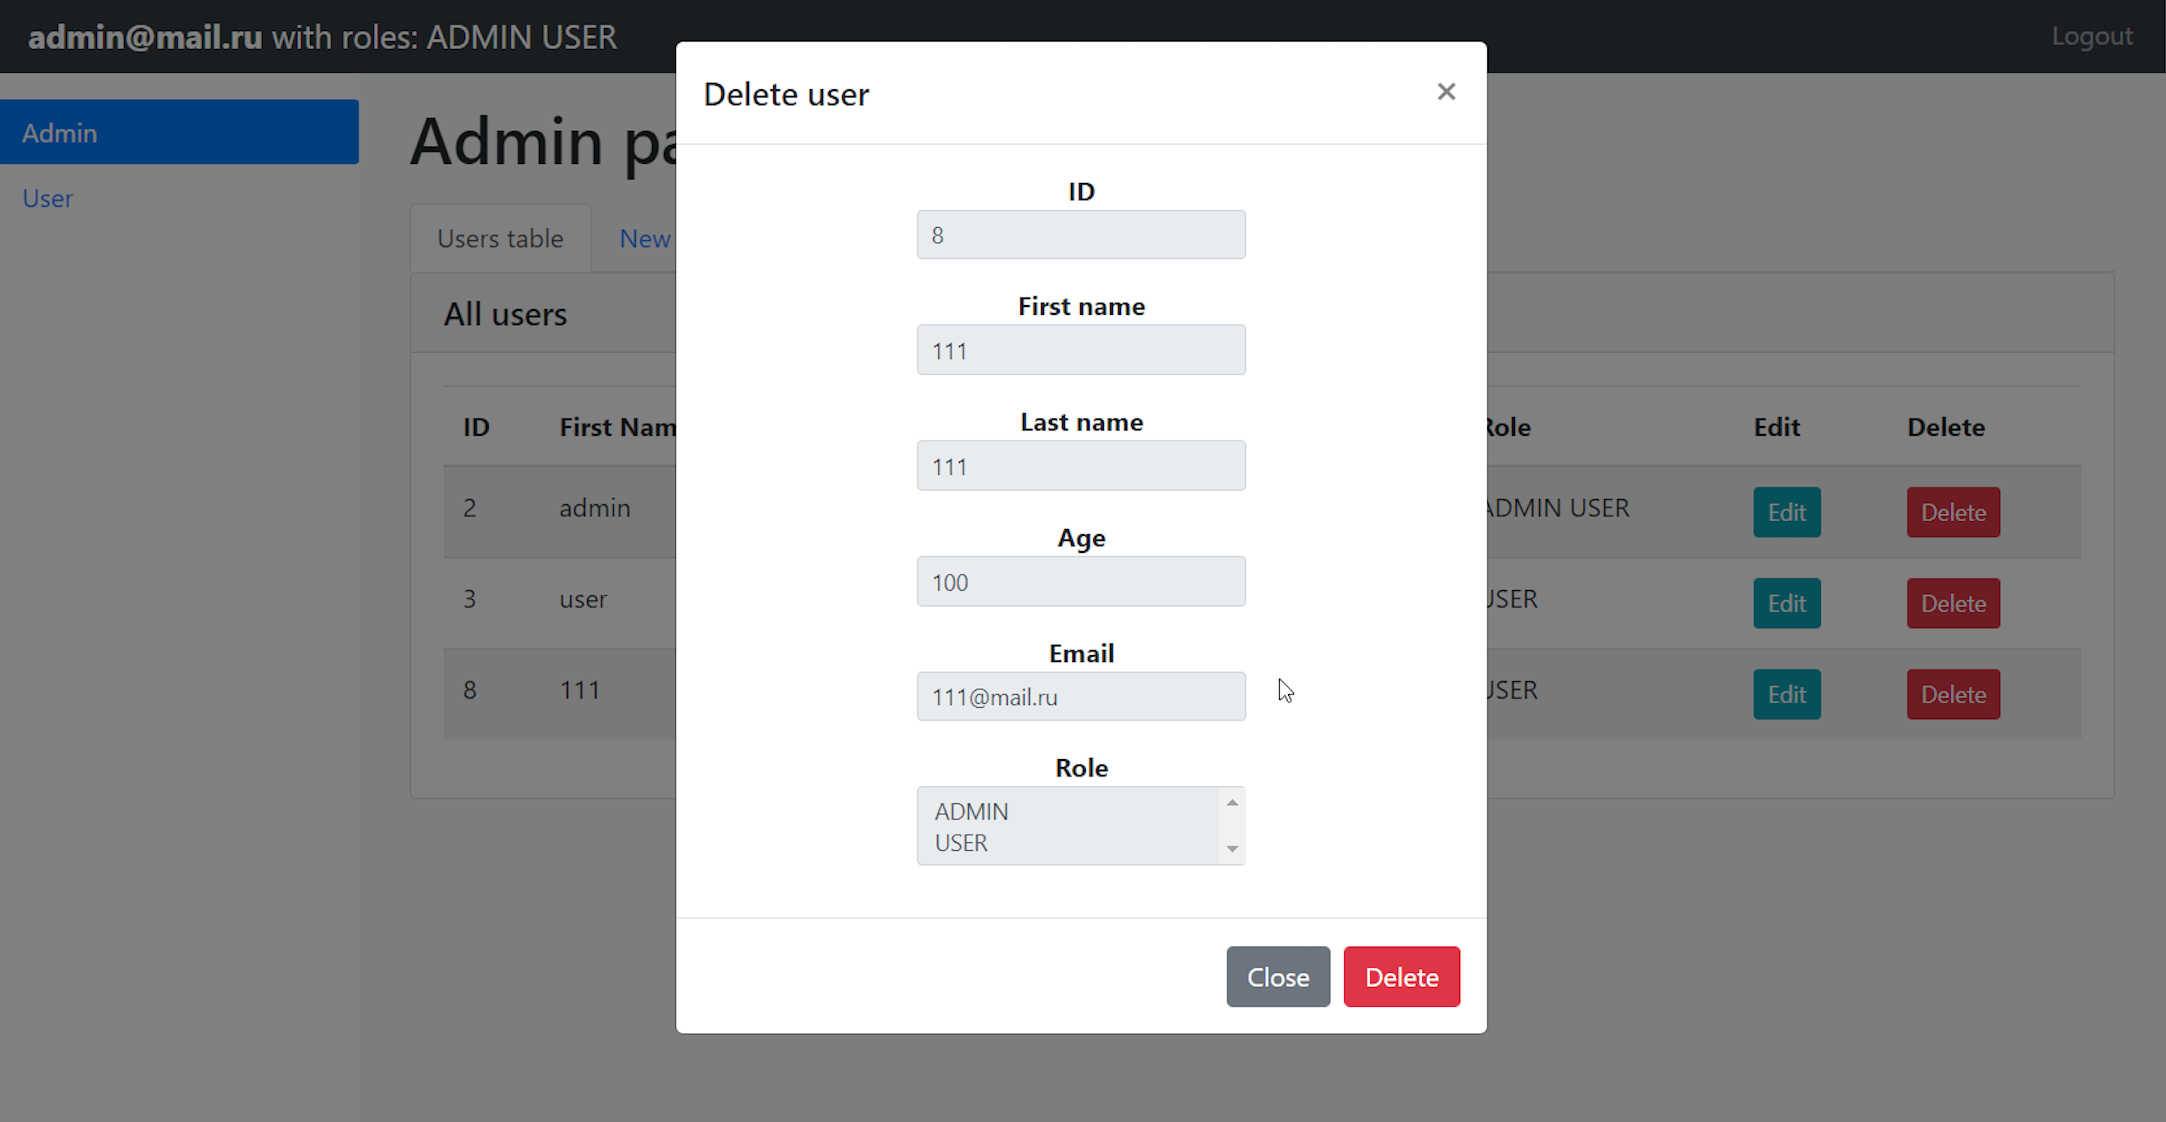 admin@mail.ru with roles: ADMIN USER
Logout
Admin
User
Admin pa
Users table
New
All users
ID First Nam Role Edit Delete
2 admin ADMIN USER Edit Delete
3 user USER Edit Delete
8 111 USER Edit Delete
Delete user
×
ID
8
First name
111
Last name
111
Age
100
Email
111@mail.ru
Role
ADMIN
USER
Close Delete